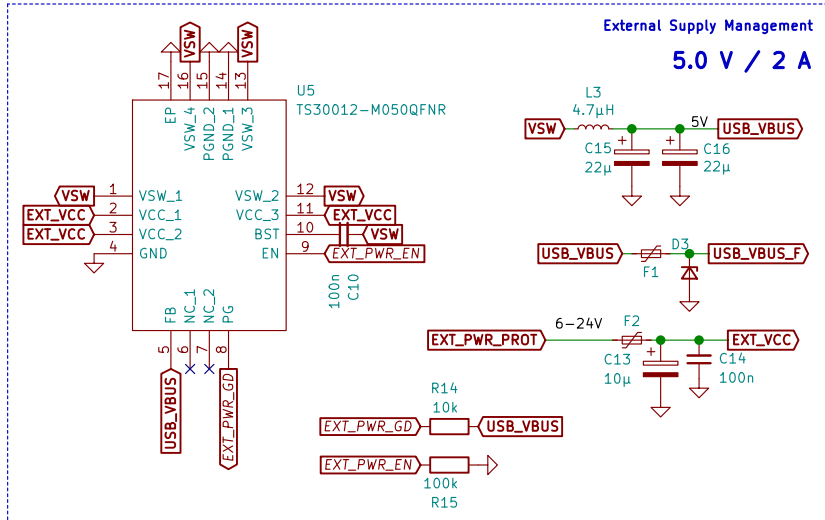 External Supply Management
5.0 V / 2 A
VSW
VSW
17
16
15
14
13
U5
TS30012-M050QFNR
EP
VSW_4
PGND_2
PGND_1
VSW_3
VSW 1 VSW_1
VSW_2 12 VSW
EXT_VCC 2 VCC_1
VCC_3 11 EXT_VCC
EXT_VCC 3 VCC_2
BST 10 VSW
4 GND
EN 9 EXT_PWR_EN
100n
C10
FB
NC_1
NC_2
PG
5
6
7
8
USB_VBUS
EXT_PWR_GD
L3
4.7μH
VSW 5V USB_VBUS
+ C15
22μ
+ C16
22μ
D3
USB_VBUS F1 USB_VBUS_F
6-24V F2
EXT_PWR_PROT EXT_VCC
C13 +
10μ
C14
100n
R14
10k
EXT_PWR_GD USB_VBUS
EXT_PWR_EN
100k
R15